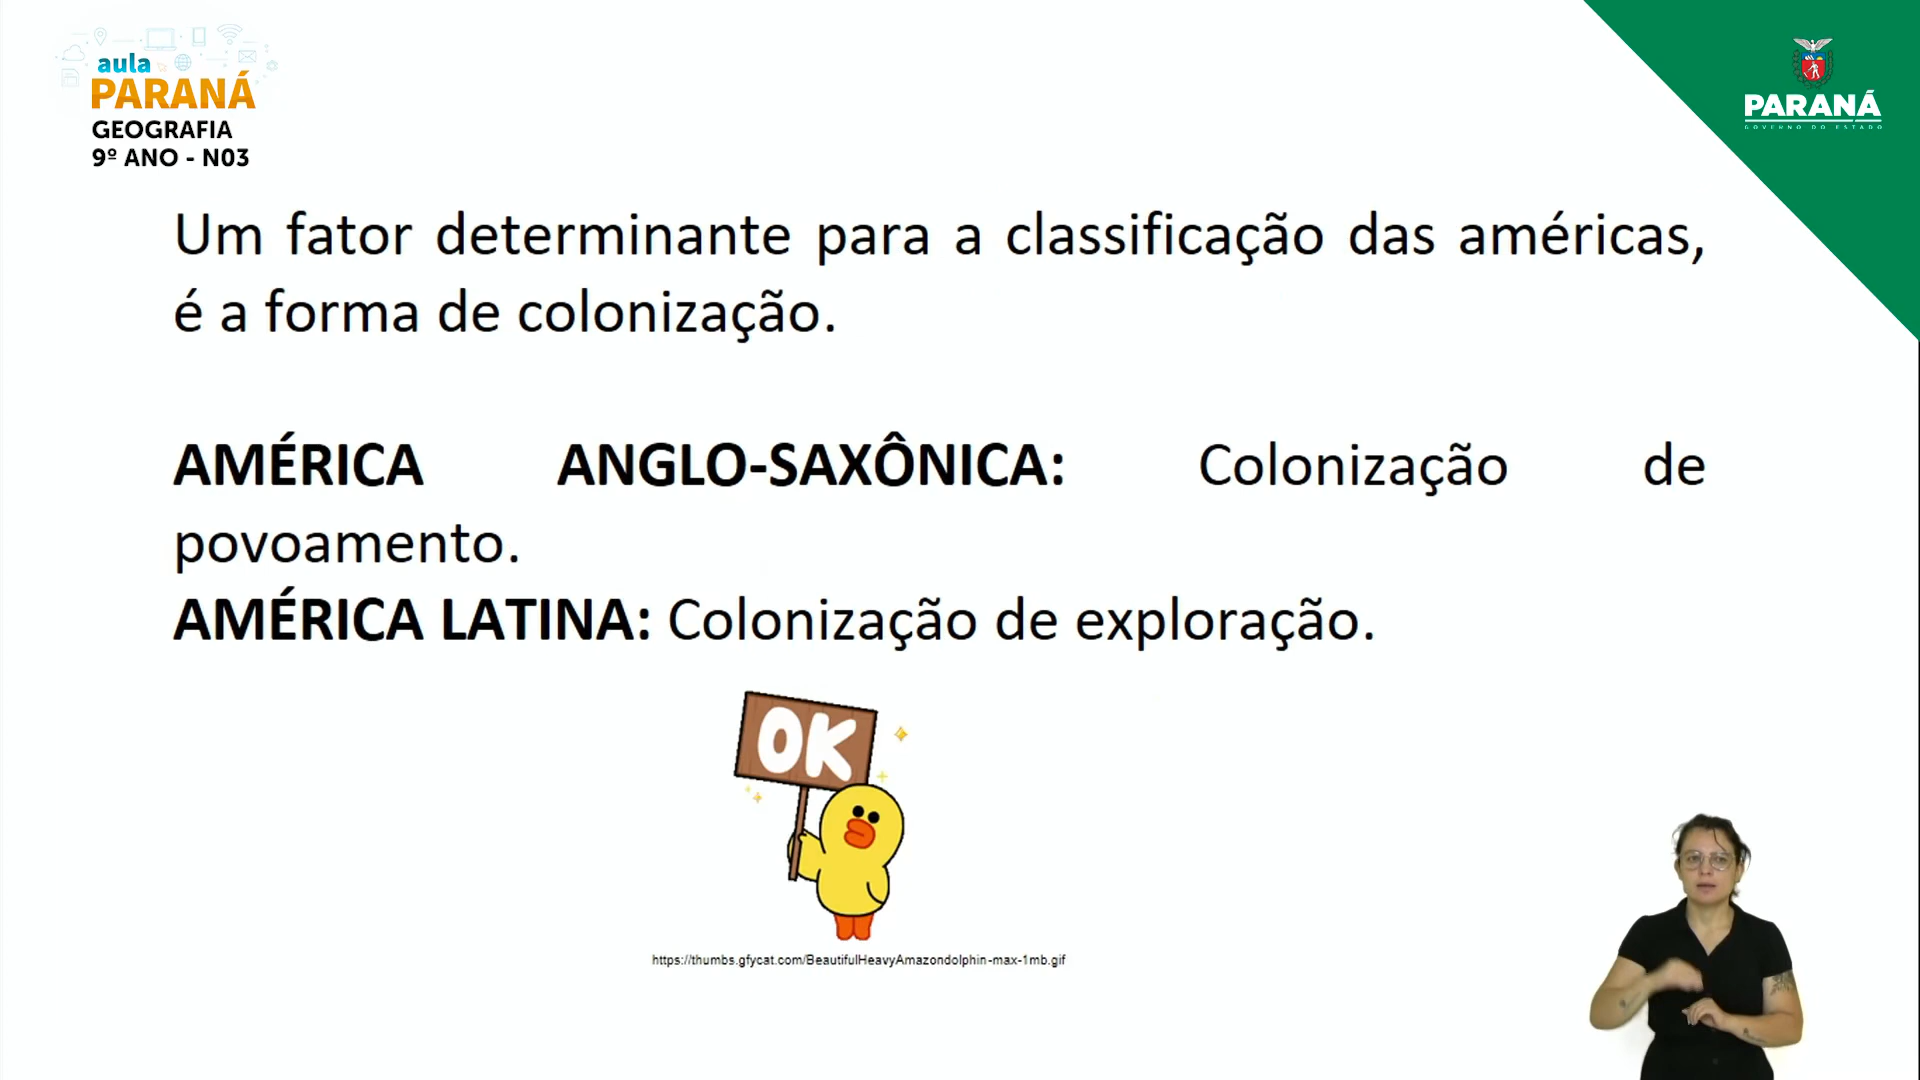 aula
PARANÁ
GEOGRAFIA
9º ANO - N03
PARANÁ
GOVERNO DO ESTADO
Um fator determinante para a classificação das américas,
é a forma de colonização.
AMÉRICA ANGLO-SAXÔNICA: Colonização de
povoamento.
AMÉRICA LATINA: Colonização de exploração.
OK
https://thumbs.gfycat.com/BeautifulHeavyAmazondolphin-max-1mb.gif